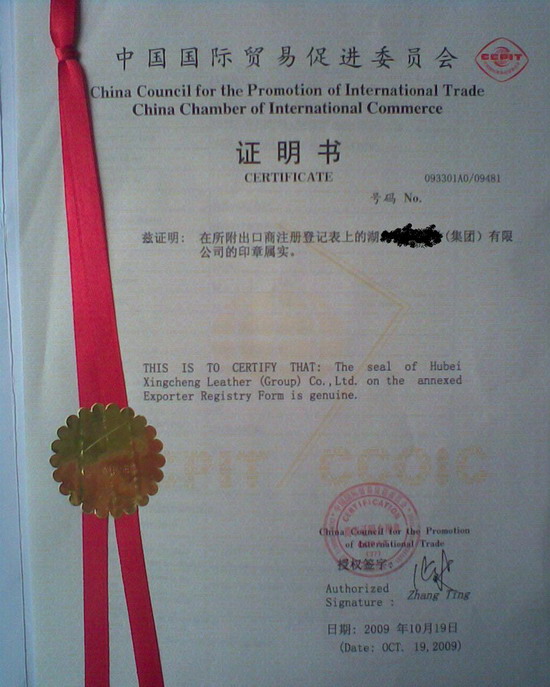 中国国际贸易促进委员会
CCPIT
China Council for the Promotion of International Trade
China Chamber of International Commerce
证明书
CERTIFICATE
093301A0/09481
号码 No.
兹证明: 在所附出口商注册登记表上的湖 (集团) 有限
公司的印章属实。
THIS IS TO CERTIFY THAT: The seal of Hubei
Xingcheng Leather (Group) Co.,Ltd. on the annexed
Exporter Registry Form is genuine.
CCPIT / CCOIC
CERTIFICATION
China Council for the Promotion
of International Trade
授权签字:
Authorized
Signature :
Zhang Ting
日期: 2009 年10月19日
(Date: OCT. 19,2009)